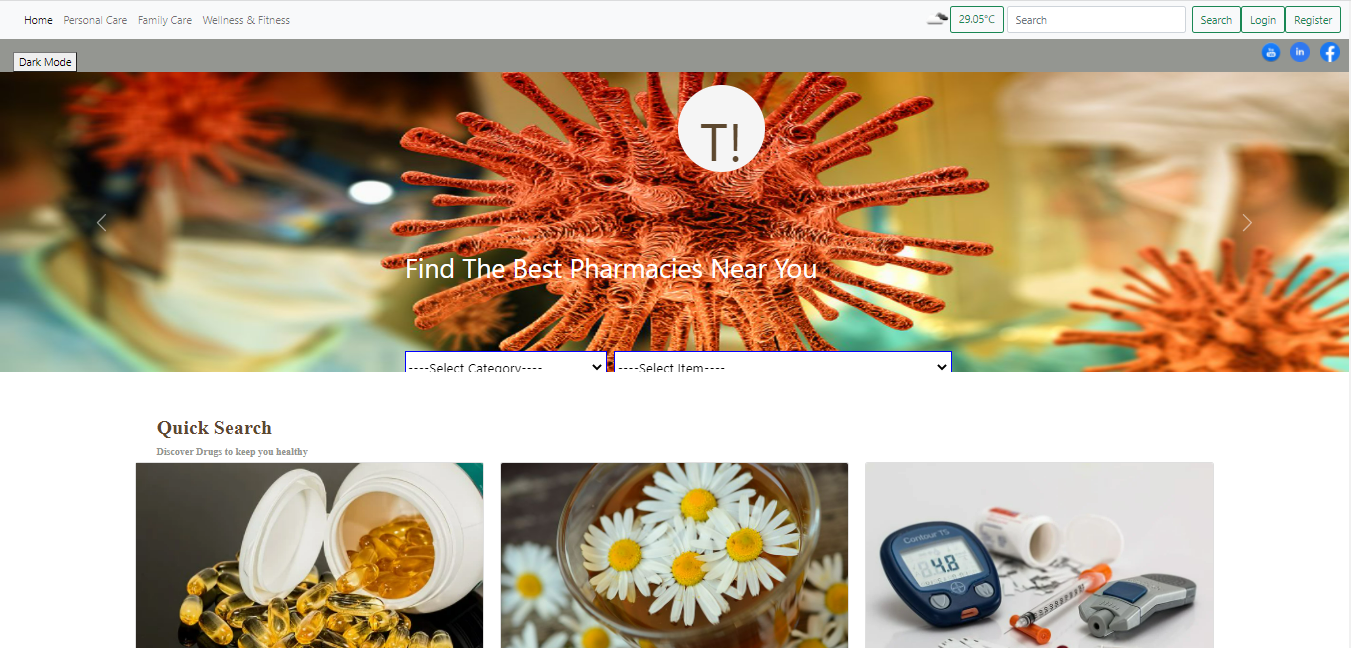 Home Personal Care Family Care Wellness & Fitness 29.05°C Search Search Login Register
Dark Mode
in
T!
Find The Best Pharmacies Near You
----Select Category---- ----Select Item----
Quick Search
Discover Drugs to keep you healthy
Contour TS
4.8